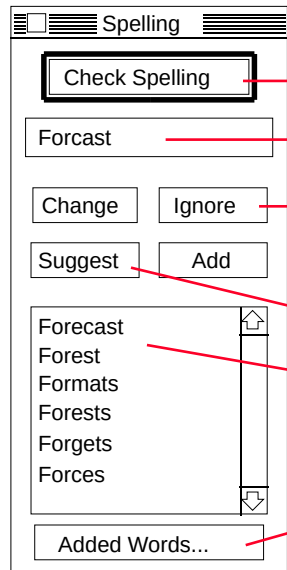 Spelling
Check Spelling
Forcast
Change Ignore
Suggest Add
Forecast
Forest
Formats
Forests
Forgets
Forces
Added Words...